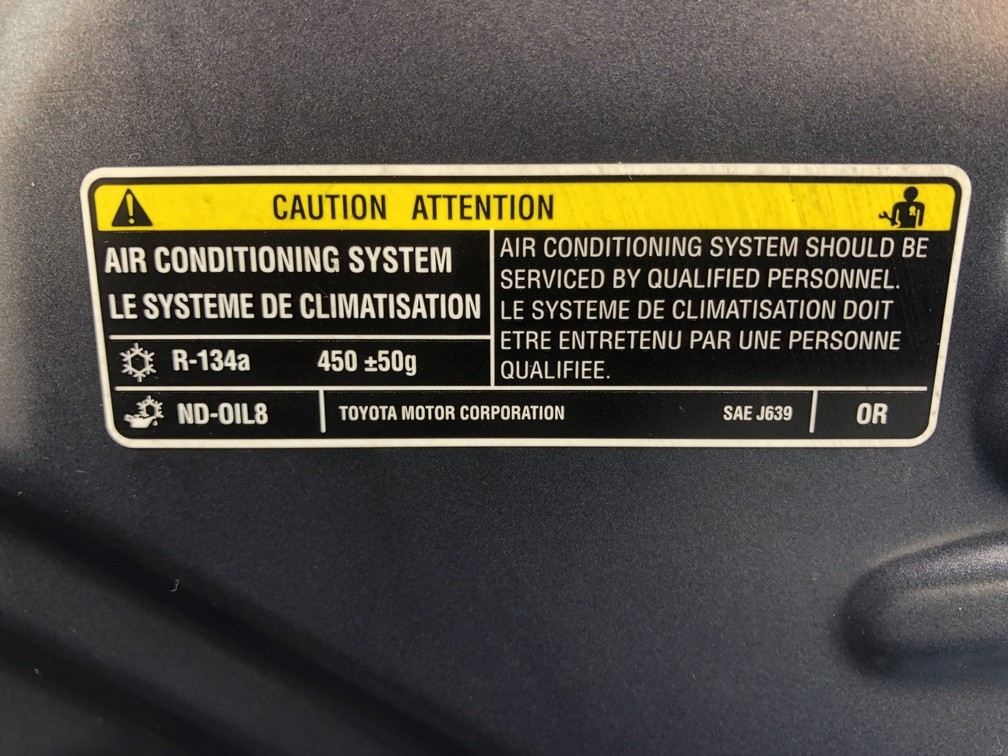 CAUTION ATTENTION
AIR CONDITIONING SYSTEM
LE SYSTEME DE CLIMATISATION
R-134a 450 ±50g
AIR CONDITIONING SYSTEM SHOULD BE
SERVICED BY QUALIFIED PERSONNEL.
LE SYSTEME DE CLIMATISATION DOIT
ETRE ENTRETENU PAR UNE PERSONNE
QUALIFIEE.
ND-OIL8 TOYOTA MOTOR CORPORATION SAE J639 OR